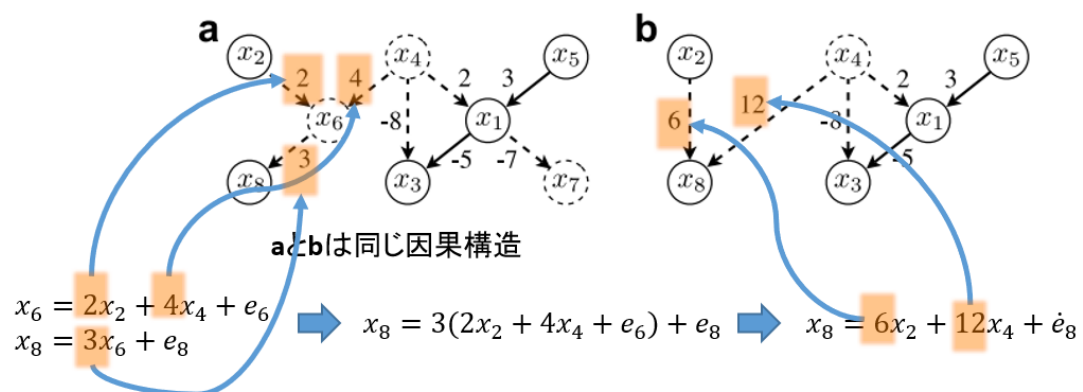 a
b
x₂ 2 4 x₄ 2 3 x₅
x₆ -8 x₁
x₈ 3 x₃ -5 -7 x₇
x₂ x₄ 2 3 x₅
6 12 -8 x₁
x₈ x₃ -5
aとbは同じ因果構造
x₆ = 2x₂ + 4x₄ + e₆
x₈ = 3x₆ + e₈
x₈ = 3(2x₂ + 4x₄ + e₆) + e₈
x₈ = 6x₂ + 12x₄ + ė₈